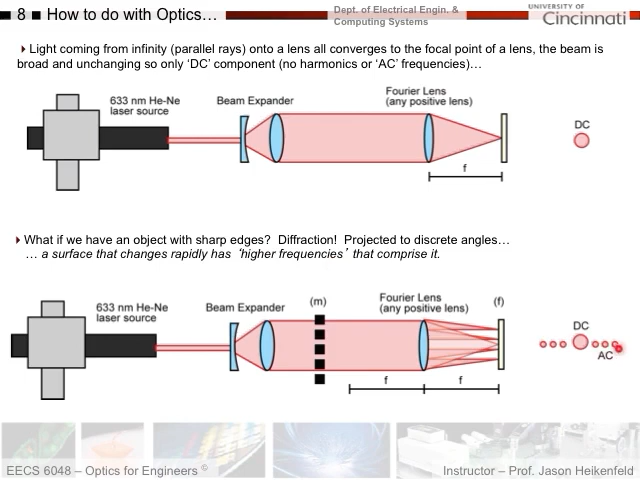 8 ■ How to do with Optics…
Dept. of Electrical Engin. &
Computing Systems
UNIVERSITY OF
Cincinnati
Light coming from infinity (parallel rays) onto a lens all converges to the focal point of a lens, the beam is
broad and unchanging so only ‘DC’ component (no harmonics or ‘AC’ frequencies)…
633 nm He-Ne
laser source
Beam Expander
Fourier Lens
(any positive lens)
DC
f
What if we have an object with sharp edges? Diffraction! Projected to discrete angles…
… a surface that changes rapidly has ‘higher frequencies’ that comprise it.
633 nm He-Ne
laser source
Beam Expander
(m)
Fourier Lens
(any positive lens)
(f)
DC
AC
f
f
EECS 6048 – Optics for Engineers ©
Instructor – Prof. Jason Heikenfeld